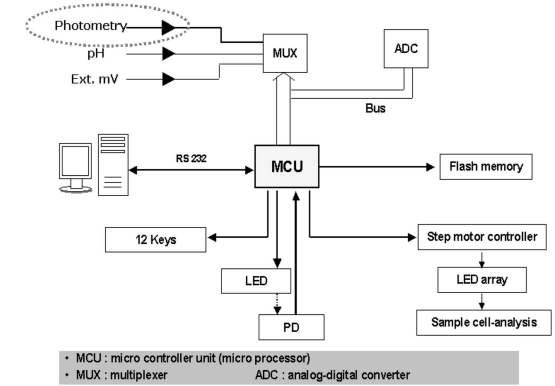 Photometry
pH
Ext. mV
MUX
ADC
Bus
RS 232
MCU
Flash memory
12 Keys
Step motor controller
LED
LED array
PD
Sample cell-analysis
• MCU : micro controller unit (micro processor)
• MUX : multiplexer ADC : analog-digital converter